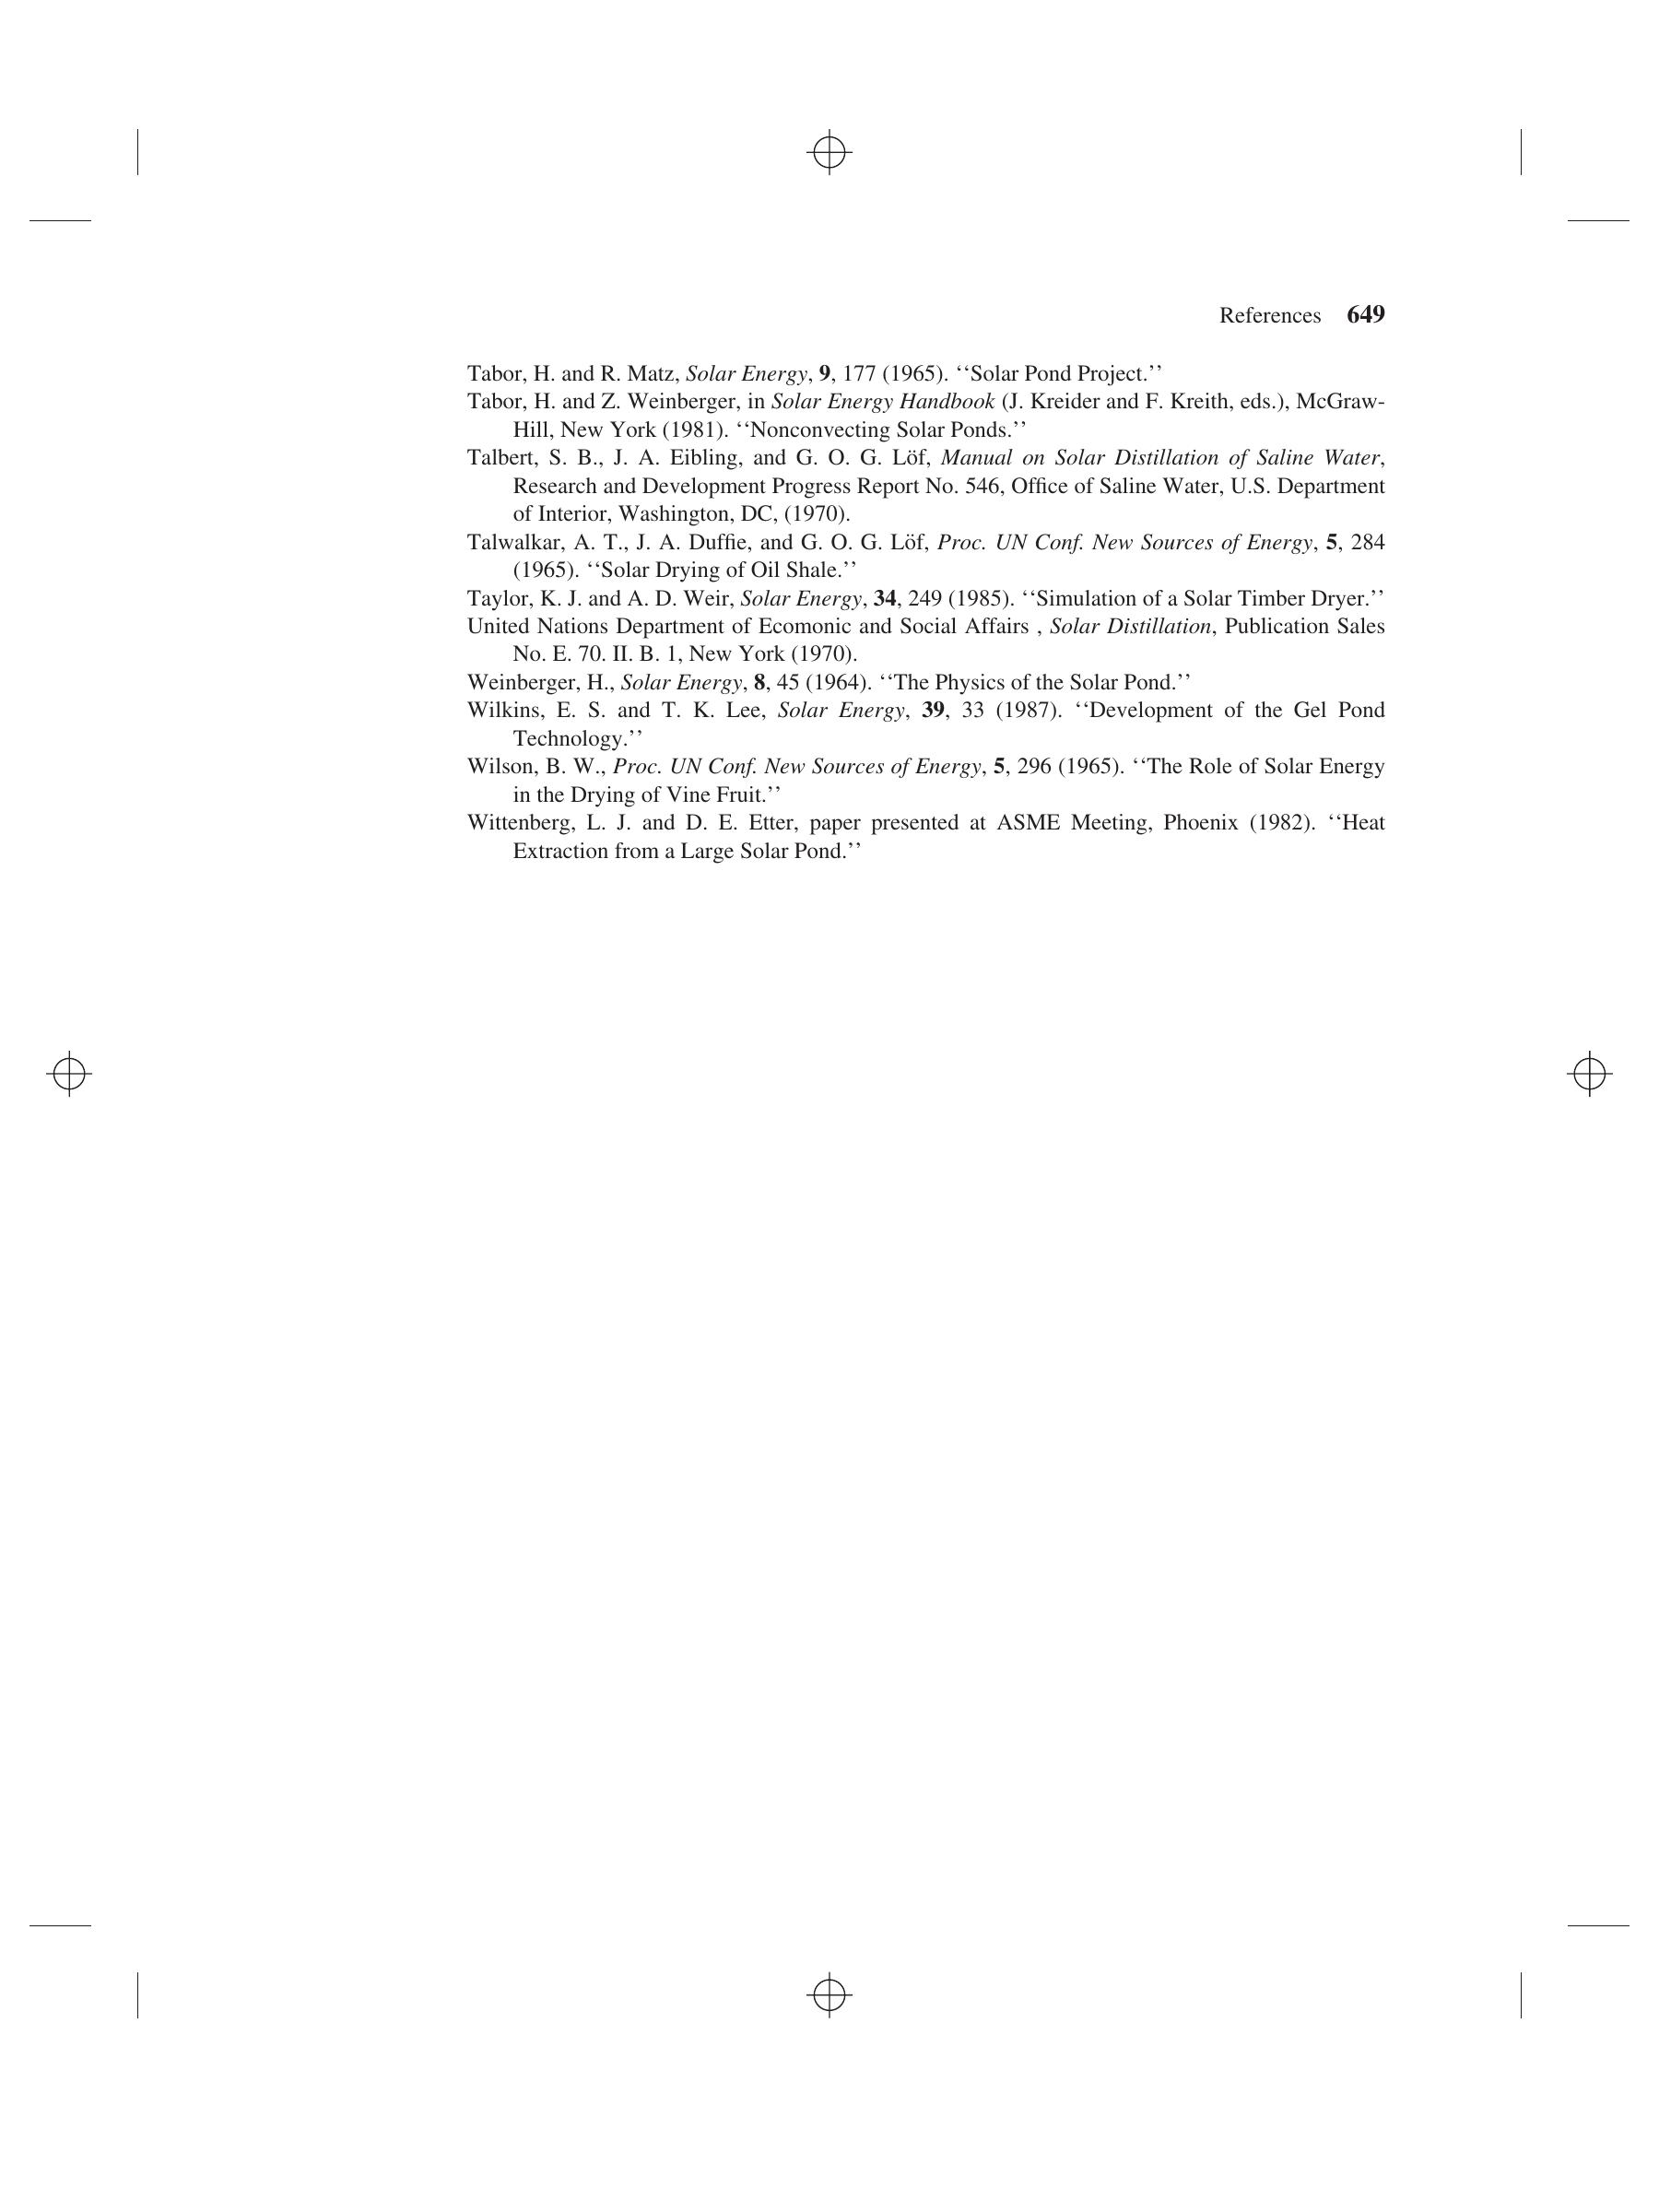 References 649
Tabor, H. and R. Matz, Solar Energy, 9, 177 (1965). ‘‘Solar Pond Project.’’
Tabor, H. and Z. Weinberger, in Solar Energy Handbook (J. Kreider and F. Kreith, eds.), McGraw-
Hill, New York (1981). ‘‘Nonconvecting Solar Ponds.’’
Talbert, S. B., J. A. Eibling, and G. O. G. Löf, Manual on Solar Distillation of Saline Water,
Research and Development Progress Report No. 546, Office of Saline Water, U.S. Department
of Interior, Washington, DC, (1970).
Talwalkar, A. T., J. A. Duffie, and G. O. G. Löf, Proc. UN Conf. New Sources of Energy, 5, 284
(1965). ‘‘Solar Drying of Oil Shale.’’
Taylor, K. J. and A. D. Weir, Solar Energy, 34, 249 (1985). ‘‘Simulation of a Solar Timber Dryer.’’
United Nations Department of Ecomonic and Social Affairs , Solar Distillation, Publication Sales
No. E. 70. II. B. 1, New York (1970).
Weinberger, H., Solar Energy, 8, 45 (1964). ‘‘The Physics of the Solar Pond.’’
Wilkins, E. S. and T. K. Lee, Solar Energy, 39, 33 (1987). ‘‘Development of the Gel Pond
Technology.’’
Wilson, B. W., Proc. UN Conf. New Sources of Energy, 5, 296 (1965). ‘‘The Role of Solar Energy
in the Drying of Vine Fruit.’’
Wittenberg, L. J. and D. E. Etter, paper presented at ASME Meeting, Phoenix (1982). ‘‘Heat
Extraction from a Large Solar Pond.’’